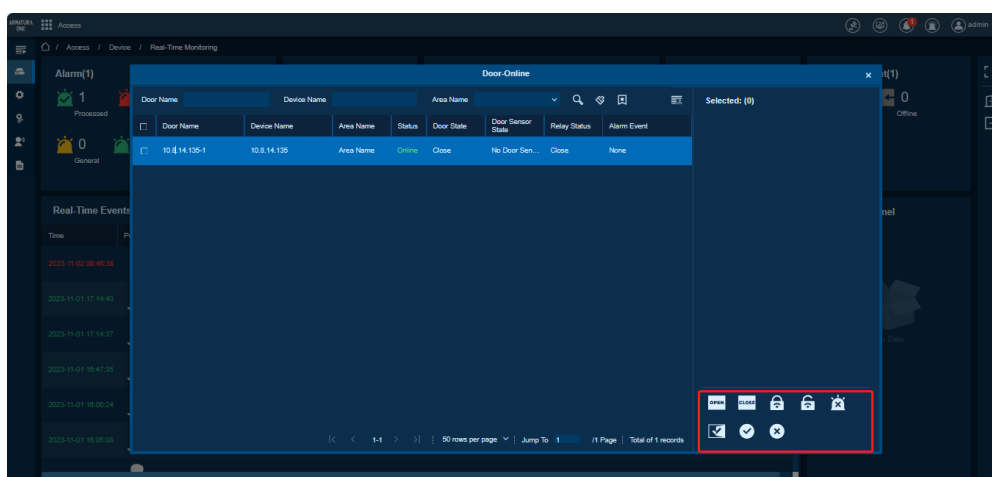 ARMATURA
ONE
Access
1
admin
/ Access / Device / Real-Time Monitoring
Alarm(1)
Door-Online
×
1
Processed
Door Name
Device Name
Area Name
Selected: (0)
0
Offline
Door Name Device Name Area Name Status Door State Door Sensor State Relay Status Alarm Event
10.8.14.135-1 10.8.14.135 Area Name Online Close No Door Sen... Close None
0
General
Real-Time Events
Time
2023-11-02 08:46:38
2023-11-01 17:14:40
2023-11-01 17:14:37
2023-11-01 16:47:35
2023-11-01 16:06:24
2023-11-01 16:05:08
Data
OPEN CLOSE
|< < 1-1 > >| 50 rows per page Jump To 1 /1 Page Total of 1 records